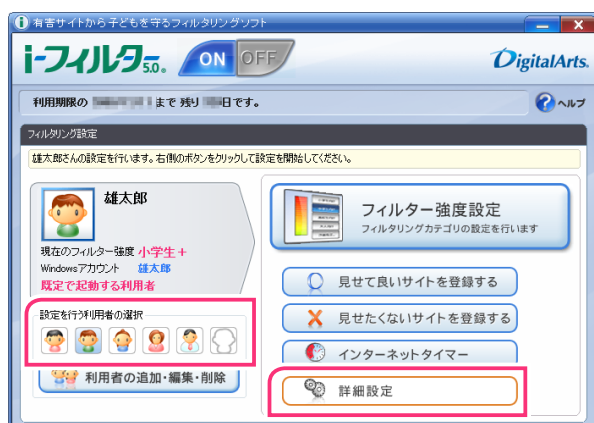 有害サイトから子どもを守るフィルタリングソフト
i-フィルター5.0. ON OFF
DigitalArts.
利用期限の まで 残り 日です。
ヘルプ
フィルタリング設定
雄太郎さんの設定を行います。右側のボタンをクリックして設定を開始してください。
雄太郎
現在のフィルター強度 小学生+
Windowsアカウント 雄太郎
既定で起動する利用者
設定を行う利用者の選択
利用者の追加・編集・削除
フィルター強度設定
フィルタリングカテゴリの設定を行います
見せて良いサイトを登録する
見せたくないサイトを登録する
インターネットタイマー
詳細設定